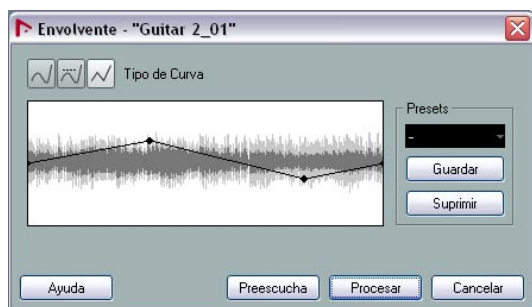 Envolvente - "Guitar 2_01"
Tipo de Curva
Presets
-
Guardar
Suprimir
Ayuda
Preescucha
Procesar
Cancelar